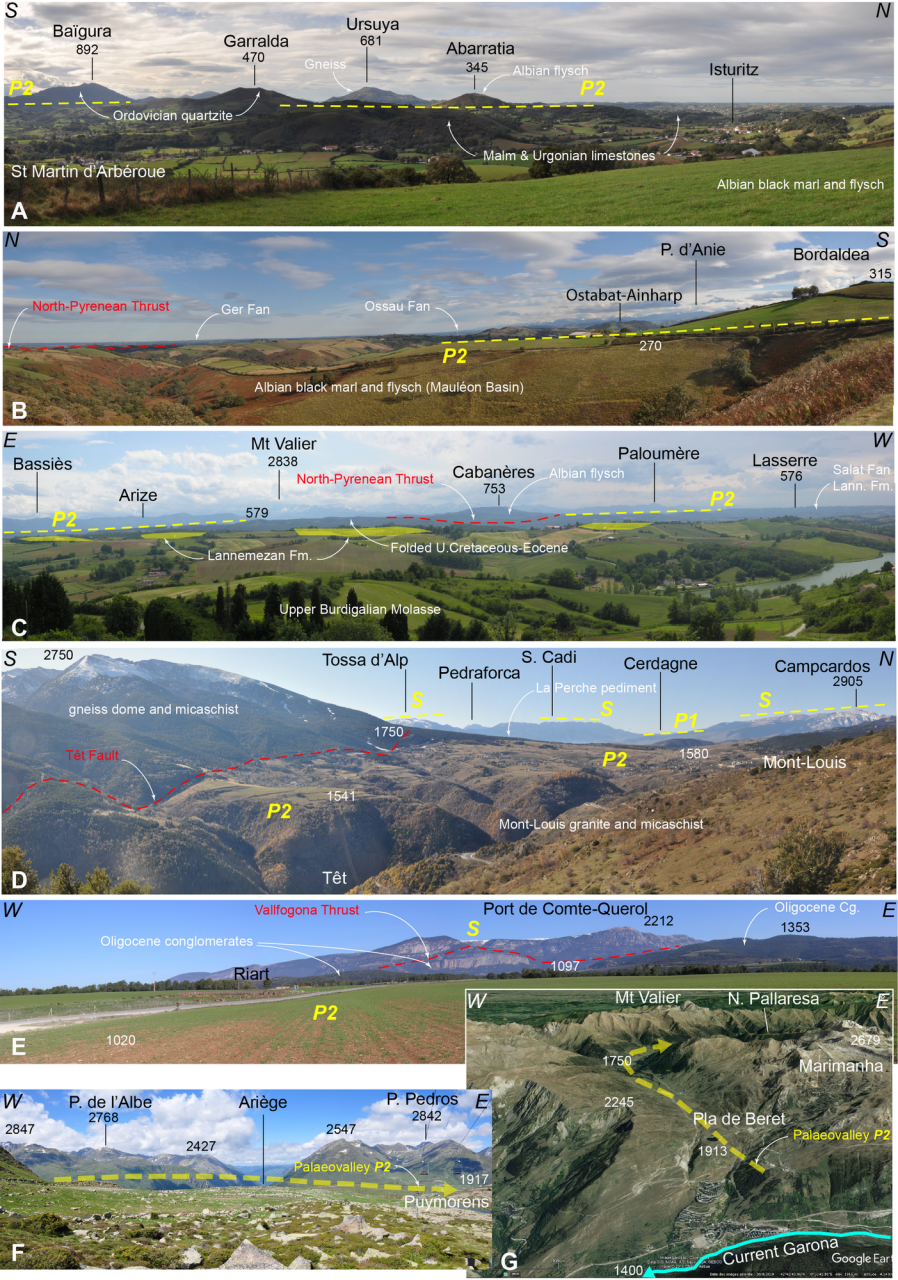 S
N
Baïgura
892
Garralda
470
Ursuya
681
Gneiss
Abarratia
345
Albian flysch
Isturitz
P2
P2
Ordovician quartzite
Malm & Urgonian limestones
St Martin d'Arbéroue
Albian black marl and flysch
A
N
S
P. d'Anie
Bordaldea
315
North-Pyrenean Thrust
Ger Fan
Ossau Fan
Ostabat-Ainharp
P2
270
Albian black marl and flysch (Mauléon Basin)
B
E
W
Bassiès
Arize
Mt Valier
2838
North-Pyrenean Thrust
Cabanères
753
Albian flysch
Paloumère
Lasserre
576
Salat Fan
Lann. Fm.
P2
579
P2
Lannemezan Fm.
Folded U.Cretaceous-Eocene
Upper Burdigalian Molasse
C
S
N
2750
Tossa d'Alp
Pedraforca
S. Cadi
Cerdagne
Campcardos
2905
La Perche pediment
gneiss dome and micaschist
S
S
P1
S
1750
Têt Fault
P2
1580
Mont-Louis
P2
1541
Mont-Louis granite and micaschist
Têt
D
W
E
Vallfogona Thrust
S
Port de Comte-Querol
2212
Oligocene Cg.
1353
Oligocene conglomerates
Riart
1097
P2
1020
E
W
E
P. de l'Albe
2768
Ariège
P. Pedros
2842
2847
2427
2547
Palaeovalley P2
1917
Puymorens
F
W
E
Mt Valier
N. Pallaresa
2679
1750
Marimanha
2245
Pla de Beret
1913
Palaeovalley P2
Current Garona
1400
Google Eart
G